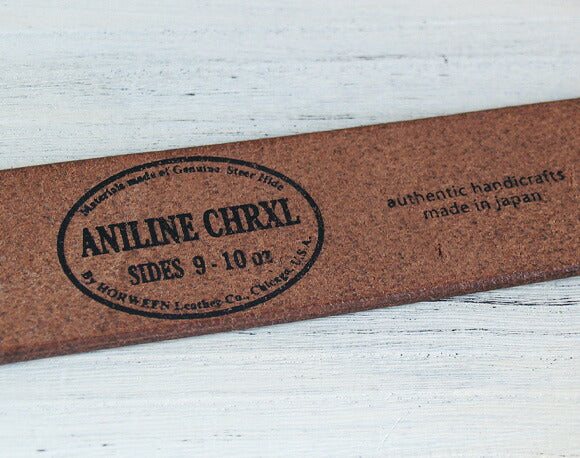 Materials made of Genuine Steer Hide
ANILINE CHRXL
SIDES 9-10 oz
By HORWEEN Leather Co., Chicago, U.S.A.
authentic handicrafts
made in japan